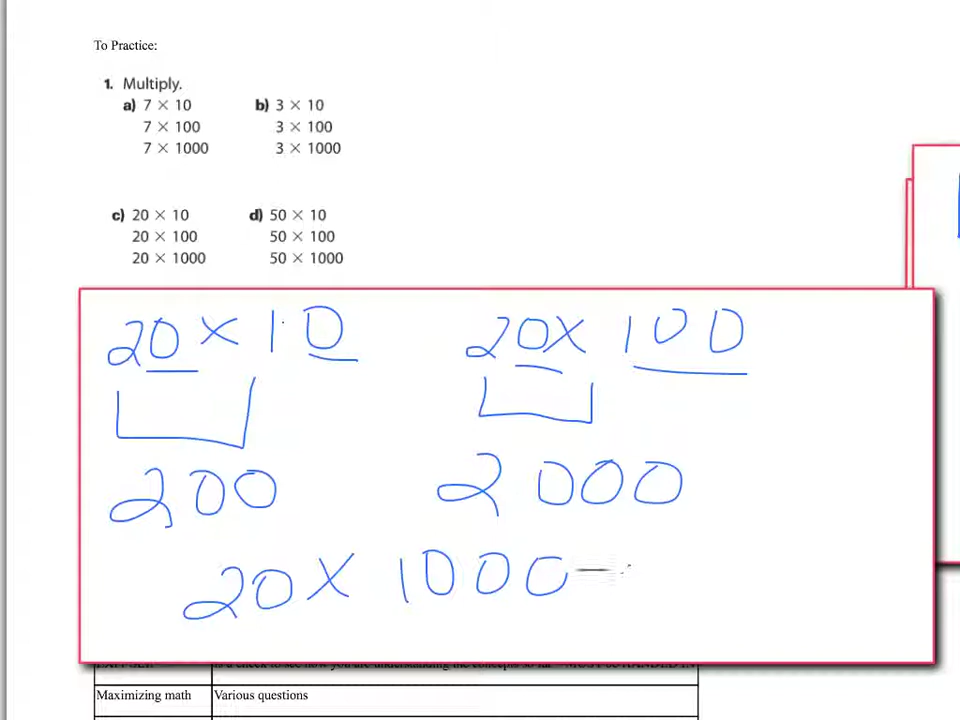 To Practice:
1. Multiply.
a) 7 × 10 b) 3 × 10
7 × 100 3 × 100
7 × 1000 3 × 1000
c) 20 × 10 d) 50 × 10
20 × 100 50 × 100
20 × 1000 50 × 1000
20 × 10 20 × 100
200 2000
20 × 1000 =
Maximizing math Various questions